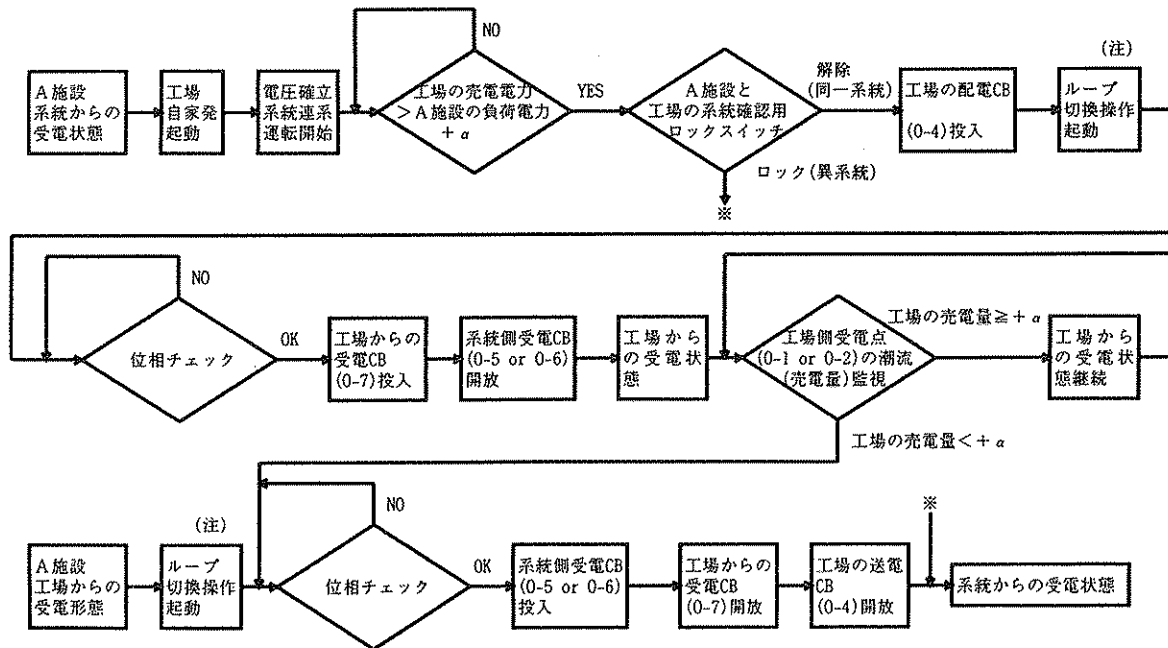 A施設
系統からの
受電状態
工場
自家発
起動
電圧確立
系統連系
運転開始
NO
工場の売電電力
＞A施設の負荷電力
＋α
YES
A施設と
工場の系統確認用
ロックスイッチ
解除
(同一系統)
ロック(異系統)
※
工場の配電CB
(0-4)投入
(注)
ループ
切換操作
起動
NO
位相チェック
OK
工場からの
受電CB
(0-7)投入
系統側受電CB
(0-5 or 0-6)
開放
工場から
の受電状
態
工場側受電点
(0-1 or 0-2)の潮流
(売電量)監視
工場の売電量≧＋α
工場から
の受電状
態継続
工場の売電量＜＋α
A施設
工場からの
受電形態
(注)
ループ
切換操作
起動
NO
位相チェック
OK
系統側受電CB
(0-5 or 0-6)
投入
工場からの
受電CB
(0-7)開放
工場の送電
CB
(0-4)開放
※
系統からの受電状態